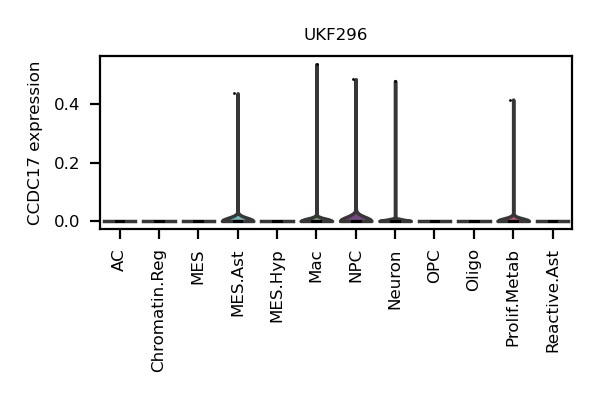 UKF296
CCDC17 expression
0.4
0.2
0.0
AC
Chromatin.Reg
MES
MES.Ast
MES.Hyp
Mac
NPC
Neuron
OPC
Oligo
Prolif.Metab
Reactive.Ast